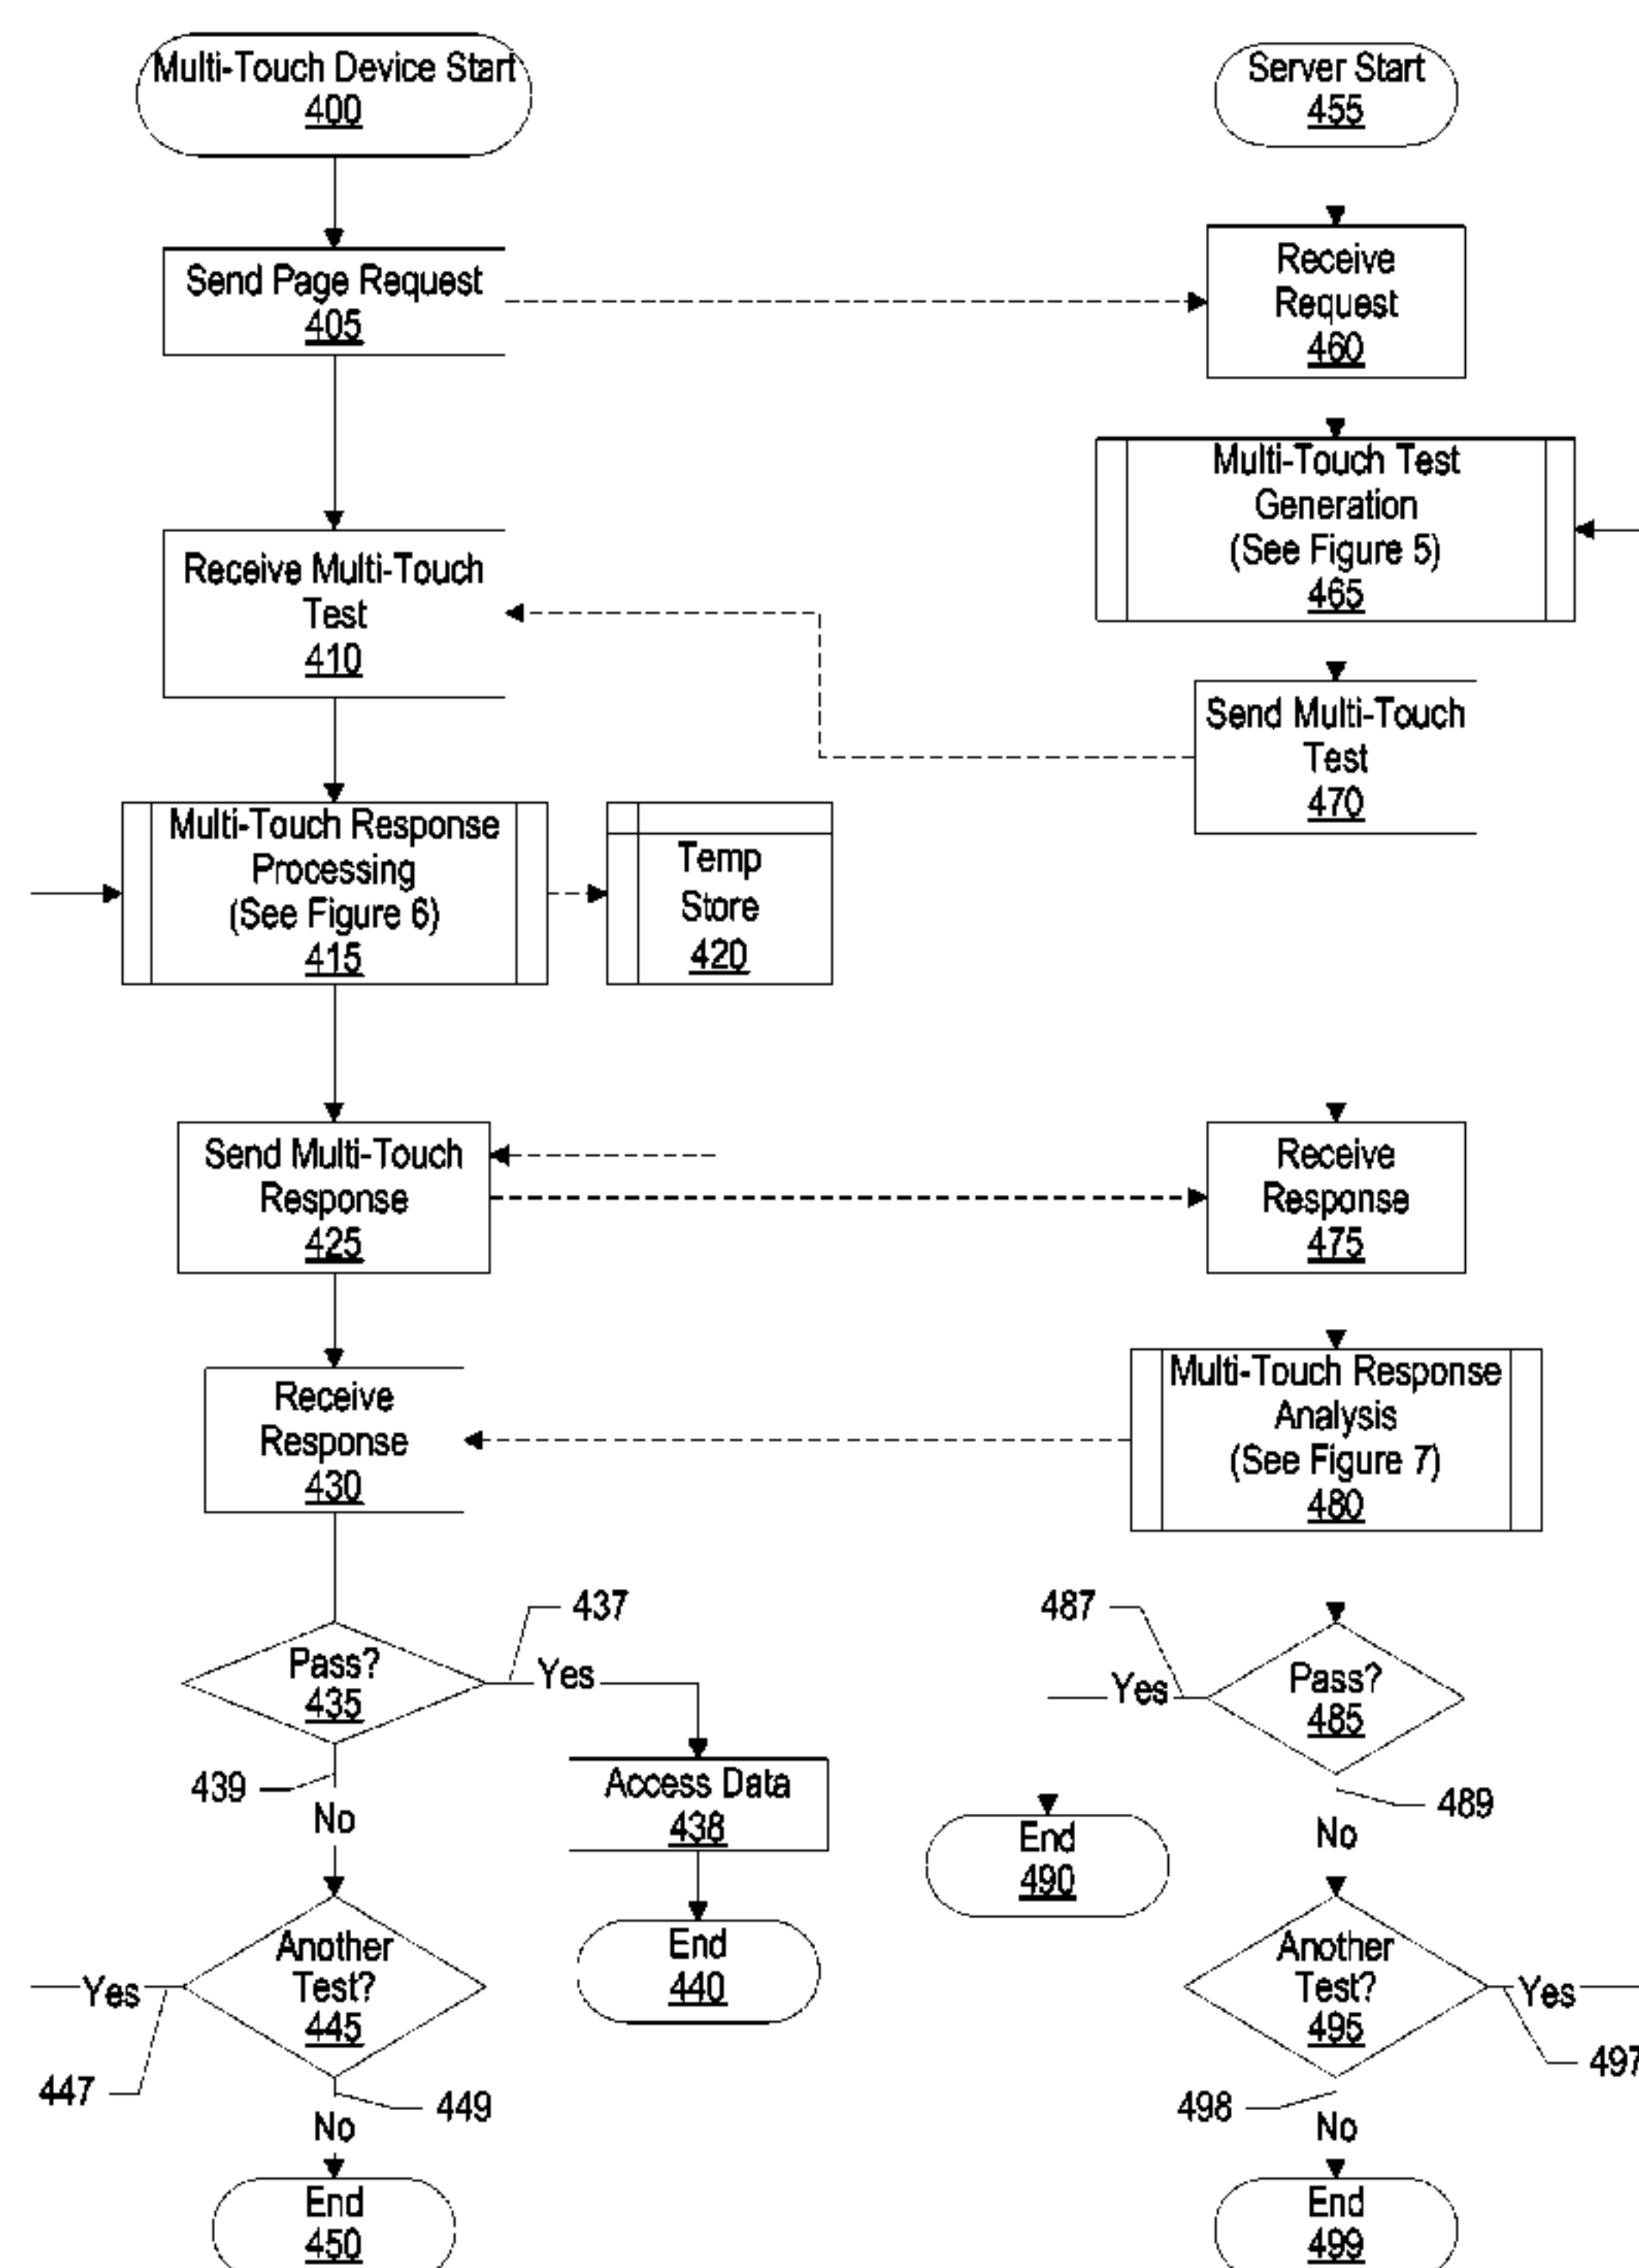 Multi-Touch Device Start
400
Server Start
455
Send Page Request
405
Receive
Request
460
Multi-Touch Test
Generation
(See Figure 5)
465
Receive Multi-Touch
Test
410
Send Multi-Touch
Test
470
Multi-Touch Response
Processing
(See Figure 6)
415
Temp
Store
420
Send Multi-Touch
Response
425
Receive
Response
475
Receive
Response
430
Multi-Touch Response
Analysis
(See Figure 7)
480
437
487
Pass?
435
Yes
Yes
Pass?
485
439
No
Access Data
438
489
No
End
490
Another
Test?
445
Yes
End
440
Another
Test?
495
Yes
447
449
No
497
498
No
End
450
End
499